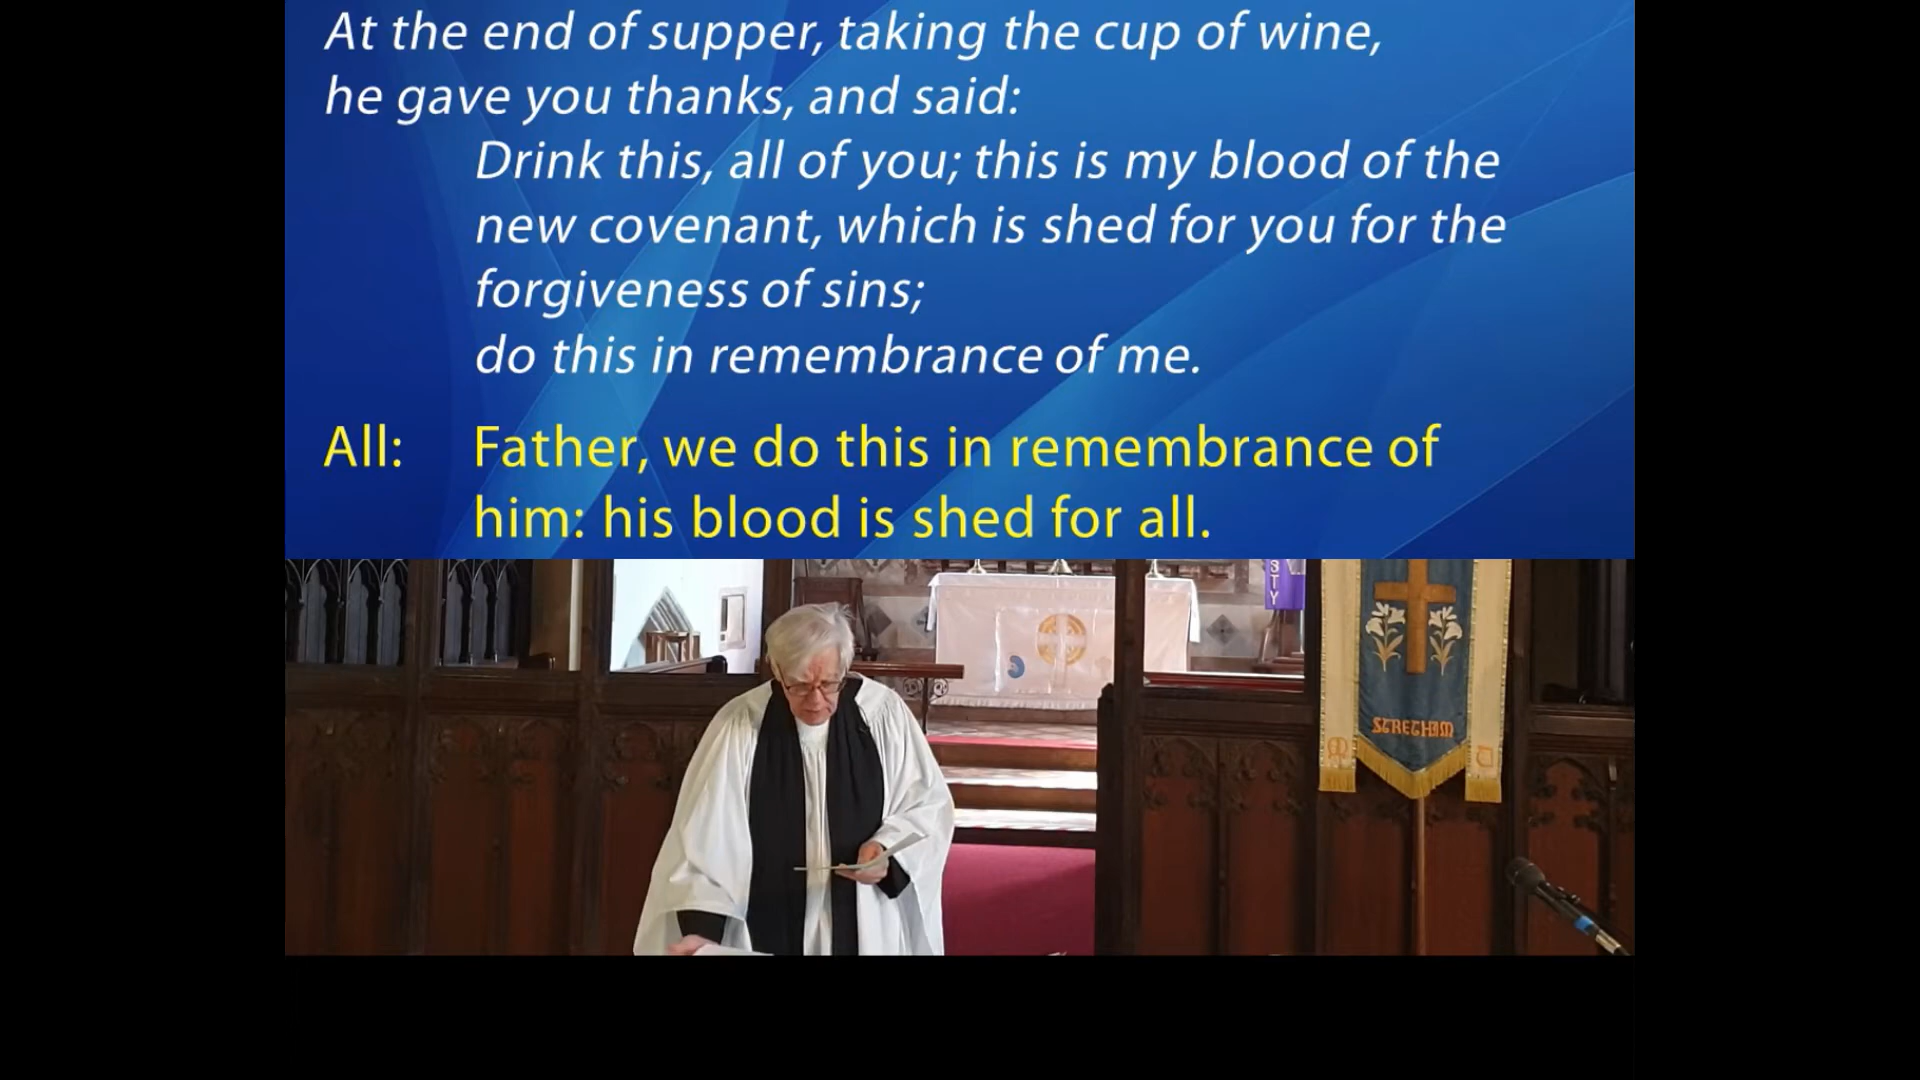 At the end of supper, taking the cup of wine,
he gave you thanks, and said:
Drink this, all of you; this is my blood of the
new covenant, which is shed for you for the
forgiveness of sins;
do this in remembrance of me.
All: Father, we do this in remembrance of
him: his blood is shed for all.
STY
STRETHAM